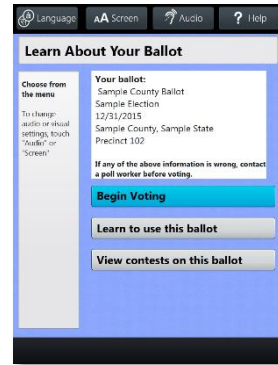 Language
AA Screen
Audio
? Help
Learn About Your Ballot
Choose from
the menu
To change
audio or visual
settings, touch
"Audio" or
"Screen"
Your ballot:
Sample County Ballot
Sample Election
12/31/2015
Sample County, Sample State
Precinct 102
If any of the above information is wrong, contact
a poll worker before voting.
Begin Voting
Learn to use this ballot
View contests on this ballot